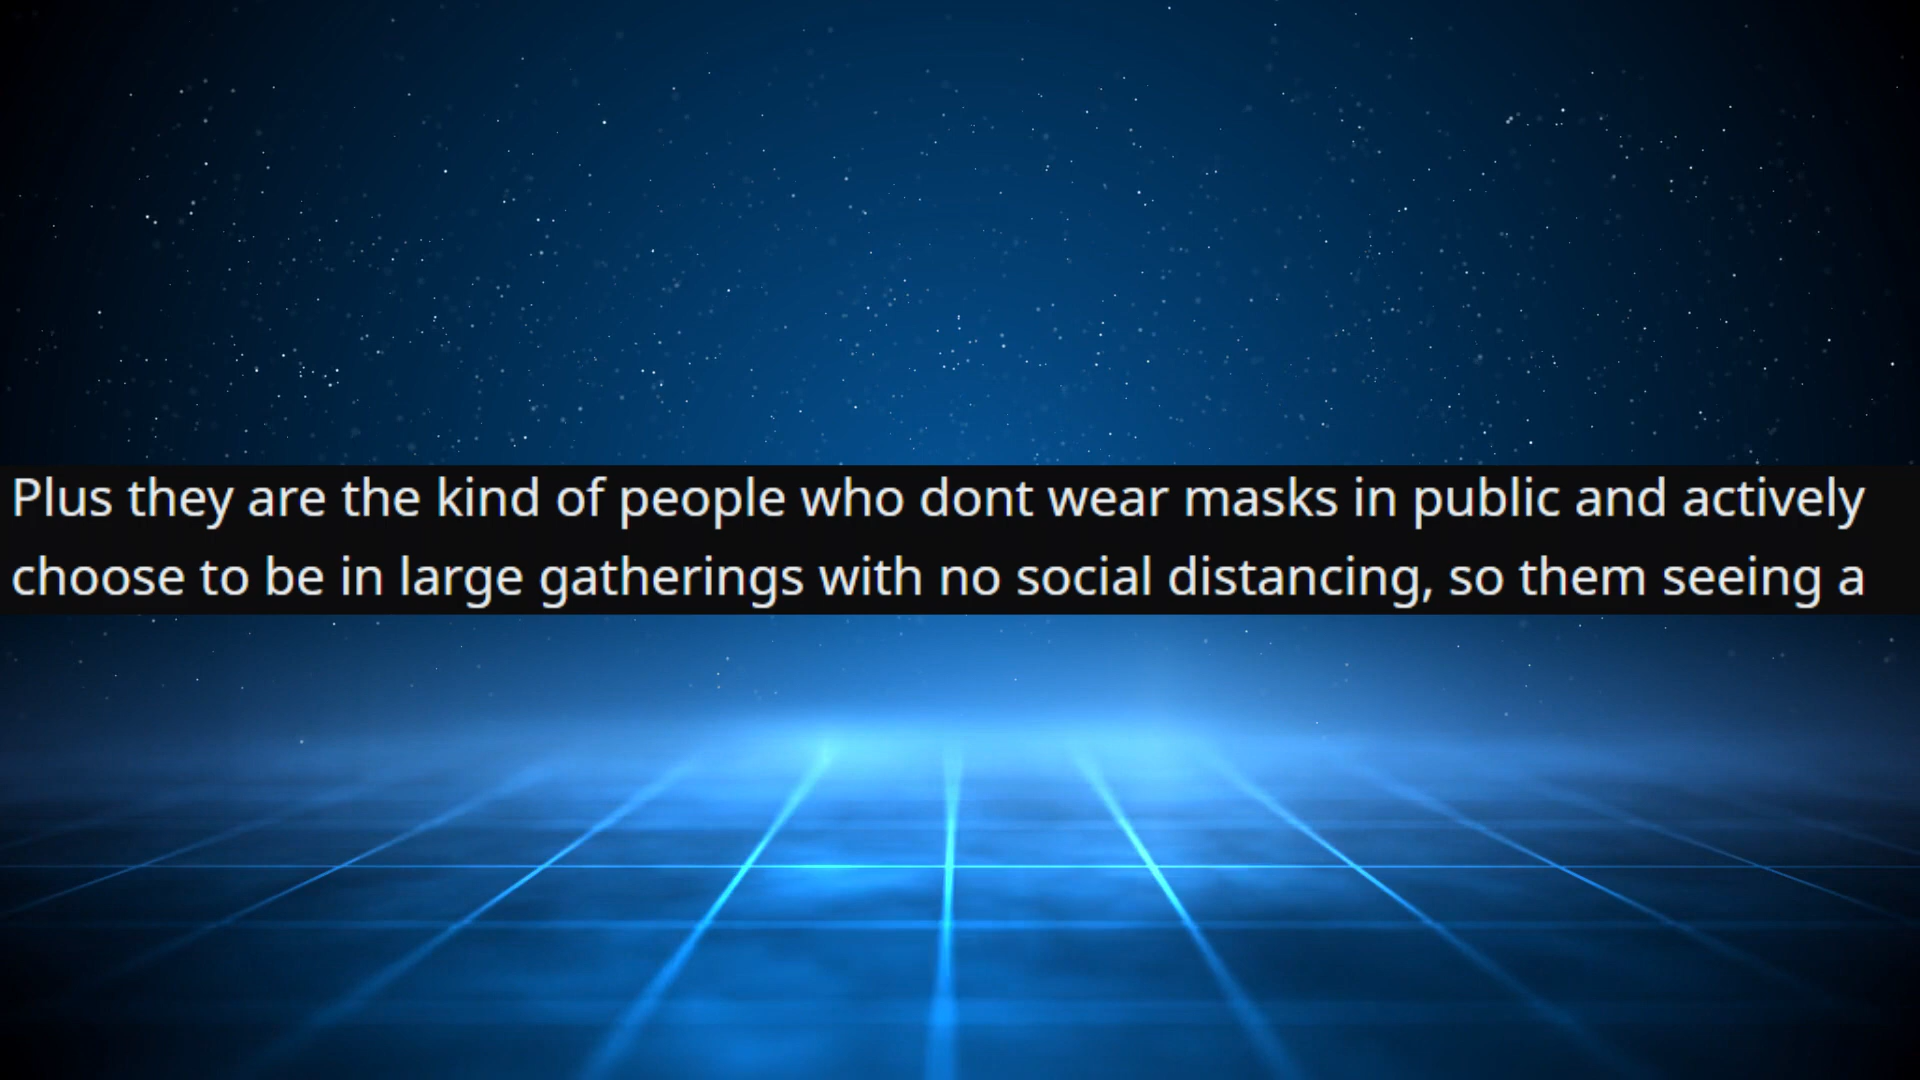 Plus they are the kind of people who dont wear masks in public and actively
choose to be in large gatherings with no social distancing, so them seeing a